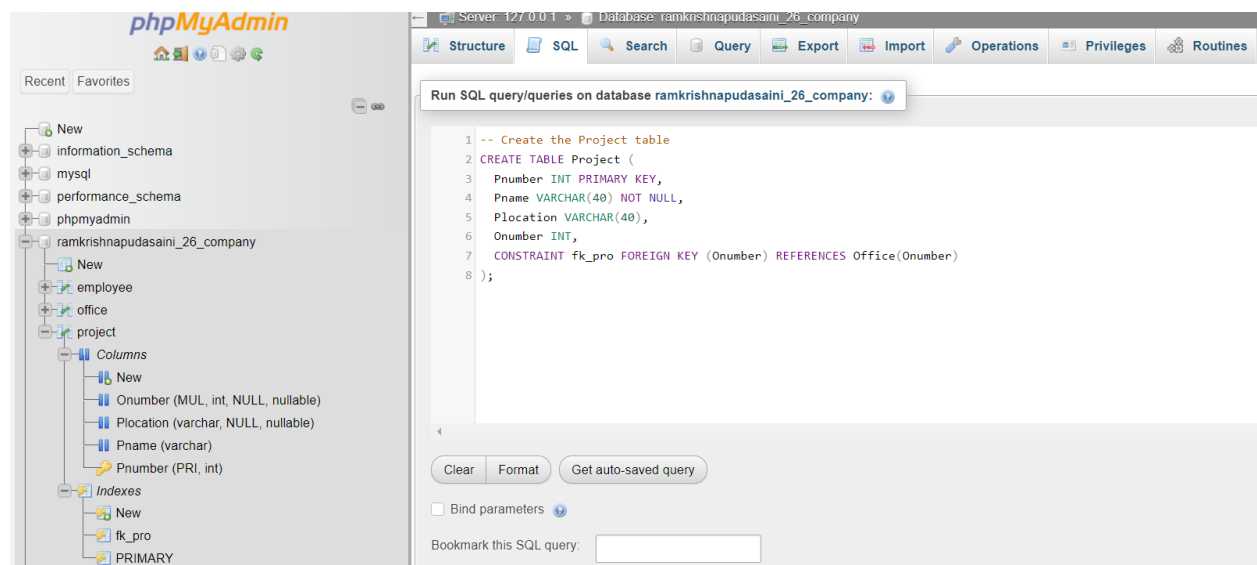 phpMyAdmin
Recent Favorites
New
information_schema
mysql
performance_schema
phpmyadmin
ramkrishnapudasaini_26_company
New
employee
office
project
Columns
New
Onumber (MUL, int, NULL, nullable)
Plocation (varchar, NULL, nullable)
Pname (varchar)
Pnumber (PRI, int)
Indexes
New
fk_pro
PRIMARY
Server: 127.0.0.1 » Database: ramkrishnapudasaini_26_company
Structure SQL Search Query Export Import Operations Privileges Routines
Run SQL query/queries on database ramkrishnapudasaini_26_company:
1 -- Create the Project table
2 CREATE TABLE Project (
3 Pnumber INT PRIMARY KEY,
4 Pname VARCHAR(40) NOT NULL,
5 Plocation VARCHAR(40),
6 Onumber INT,
7 CONSTRAINT fk_pro FOREIGN KEY (Onumber) REFERENCES Office(Onumber)
8 );
Clear Format Get auto-saved query
Bind parameters
Bookmark this SQL query: